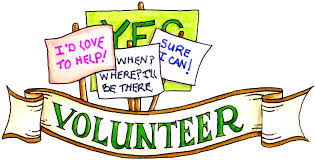 YES
I'D LOVE
TO HELP!
WHEN?
WHERE? I'LL
BE THERE
SURE
I CAN!
VOLUNTEER